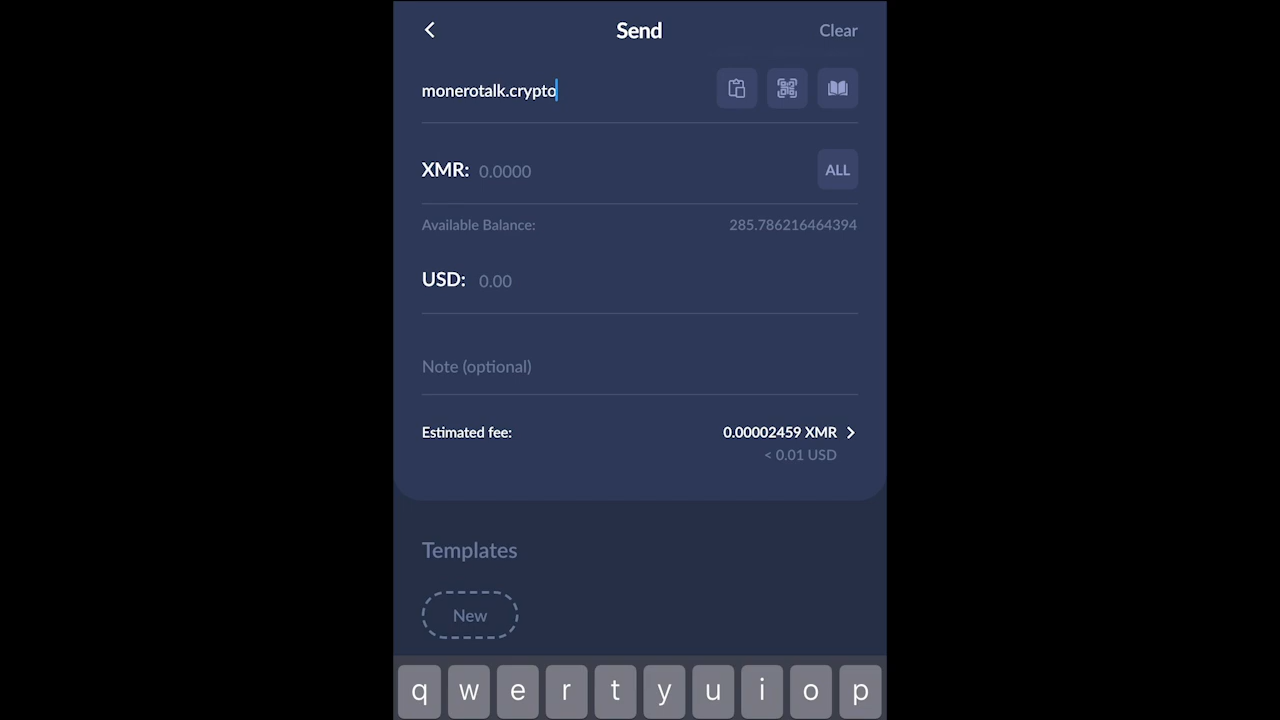 Send
Clear
monerotalk.crypto
XMR: 0.0000
ALL
Available Balance: 285.786216464394
USD: 0.00
Note (optional)
Estimated fee: 0.00002459 XMR
< 0.01 USD
Templates
New
q w e r t y u i o p